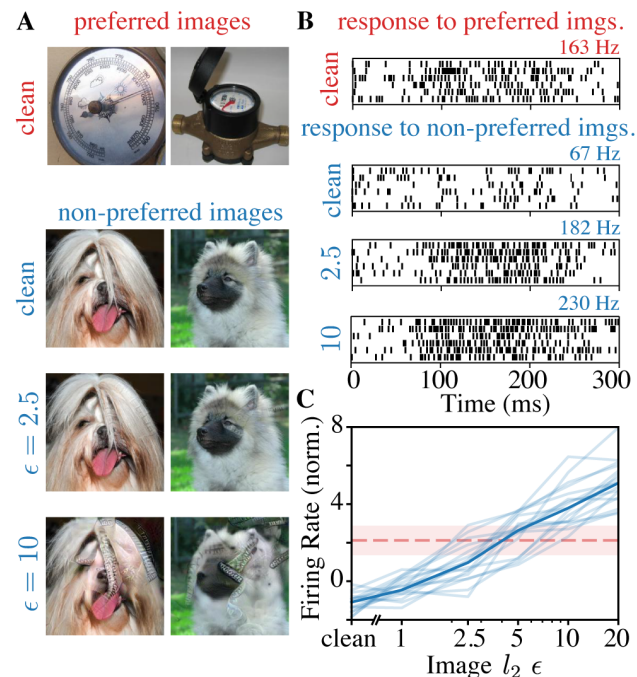 A
preferred images
clean
non-preferred images
clean
ϵ = 2.5
ϵ = 10
B
response to preferred imgs.
163 Hz
clean
response to non-preferred imgs.
67 Hz
clean
182 Hz
2.5
230 Hz
10
0 100 200 300
Time (ms)
C
Firing Rate (norm.)
8
4
0
clean 1 2.5 5 10 20
Image l₂ ϵ